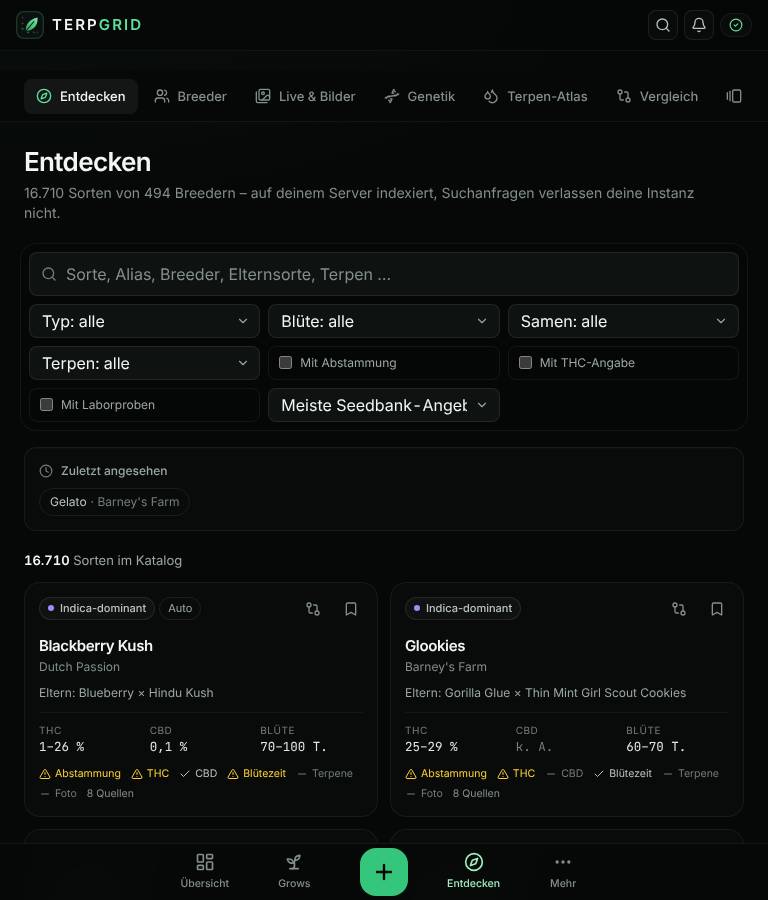 TERPGRID
Entdecken
Breeder
Live & Bilder
Genetik
Terpen-Atlas
Vergleich
Entdecken
16.710 Sorten von 494 Breedern – auf deinem Server indexiert, Suchanfragen verlassen deine Instanz
nicht.
Sorte, Alias, Breeder, Elternsorte, Terpen ...
Typ: alle
Blüte: alle
Samen: alle
Terpen: alle
Mit Abstammung
Mit THC-Angabe
Mit Laborproben
Meiste Seedbank-Angeb
Zuletzt angesehen
Gelato · Barney's Farm
16.710 Sorten im Katalog
Indica-dominant Auto
Blackberry Kush
Dutch Passion
Eltern: Blueberry × Hindu Kush
THC CBD BLÜTE
1–26 % 0,1 % 70–100 T.
Abstammung THC CBD Blütezeit — Terpene
— Foto 8 Quellen
Indica-dominant
Glookies
Barney's Farm
Eltern: Gorilla Glue × Thin Mint Girl Scout Cookies
THC CBD BLÜTE
25–29 % k. A. 60–70 T.
Abstammung THC — CBD Blütezeit — Terpene
— Foto 8 Quellen
Übersicht
Grows
Entdecken
Mehr